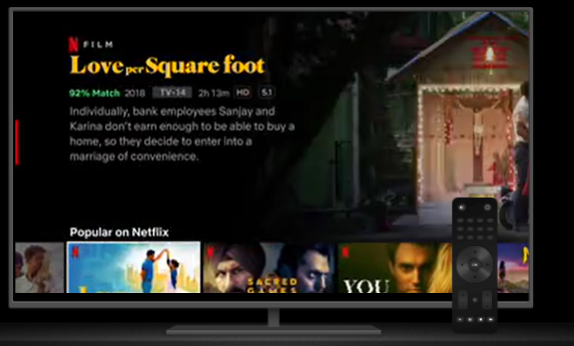 N FILM
Love per Square foot
92% Match 2018 TV-14 2h 13m HD 5.1
Individually, bank employees Sanjay and
Karina don't earn enough to be able to buy a
home, so they decide to enter into a
marriage of convenience.
Popular on Netflix
SACRED
GAMES
YOU